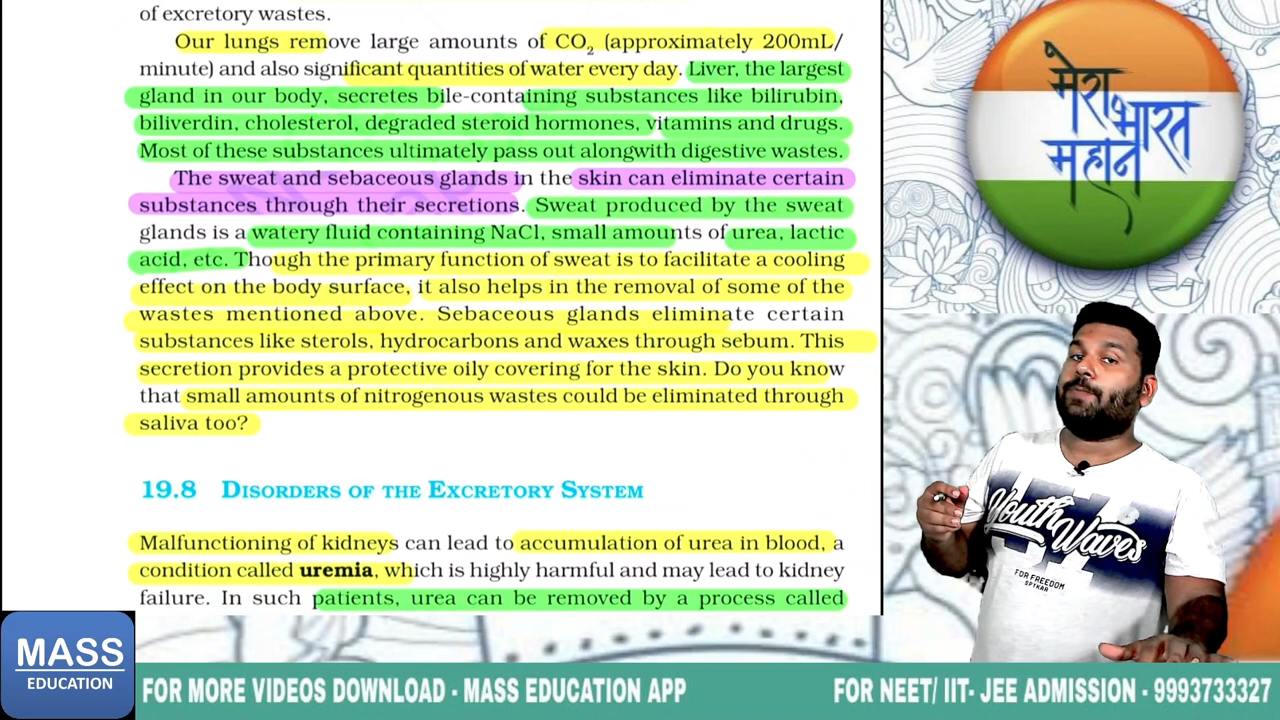 of excretory wastes.
Our lungs remove large amounts of CO₂ (approximately 200mL/
minute) and also significant quantities of water every day. Liver, the largest
gland in our body, secretes bile-containing substances like bilirubin,
biliverdin, cholesterol, degraded steroid hormones, vitamins and drugs.
Most of these substances ultimately pass out alongwith digestive wastes.
The sweat and sebaceous glands in the skin can eliminate certain
substances through their secretions. Sweat produced by the sweat
glands is a watery fluid containing NaCl, small amounts of urea, lactic
acid, etc. Though the primary function of sweat is to facilitate a cooling
effect on the body surface, it also helps in the removal of some of the
wastes mentioned above. Sebaceous glands eliminate certain
substances like sterols, hydrocarbons and waxes through sebum. This
secretion provides a protective oily covering for the skin. Do you know
that small amounts of nitrogenous wastes could be eliminated through
saliva too?
19.8 DISORDERS OF THE EXCRETORY SYSTEM
Malfunctioning of kidneys can lead to accumulation of urea in blood, a
condition called uremia, which is highly harmful and may lead to kidney
failure. In such patients, urea can be removed by a process called
मेरा
भारत
महान
Youth
Waves
FOR FREEDOM
SPYKAR
MASS
EDUCATION
FOR MORE VIDEOS DOWNLOAD - MASS EDUCATION APP
FOR NEET/ IIT- JEE ADMISSION - 9993733327